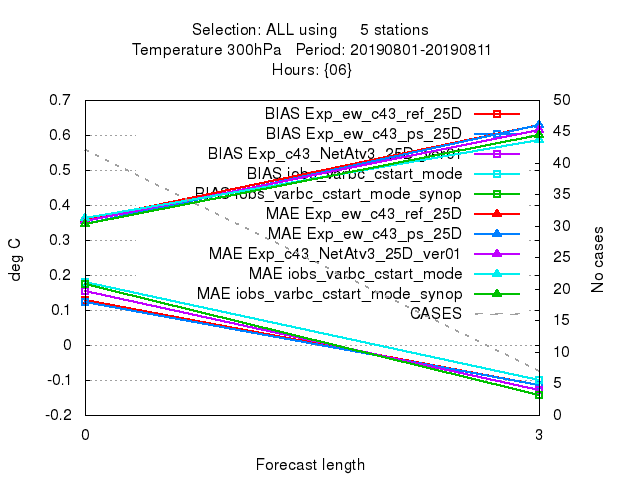 Selection: ALL using 5 stations
Temperature 300hPa Period: 20190801-20190811
Hours: {06}
0.7
0.6
0.5
0.4
0.3
0.2
0.1
0
-0.1
-0.2
deg C
BIAS Exp_ew_c43_ref_25D
BIAS Exp_ew_c43_ps_25D
BIAS Exp_c43_NetAtv3_25D_ver01
BIAS iobs_varbc_cstart_mode
BIAS iobs_varbc_cstart_mode_synop
MAE Exp_ew_c43_ref_25D
MAE Exp_ew_c43_ps_25D
MAE Exp_c43_NetAtv3_25D_ver01
MAE iobs_varbc_cstart_mode
MAE iobs_varbc_cstart_mode_synop
CASES
50
45
40
35
30
25
20
15
10
5
0
No cases
0 3
Forecast length